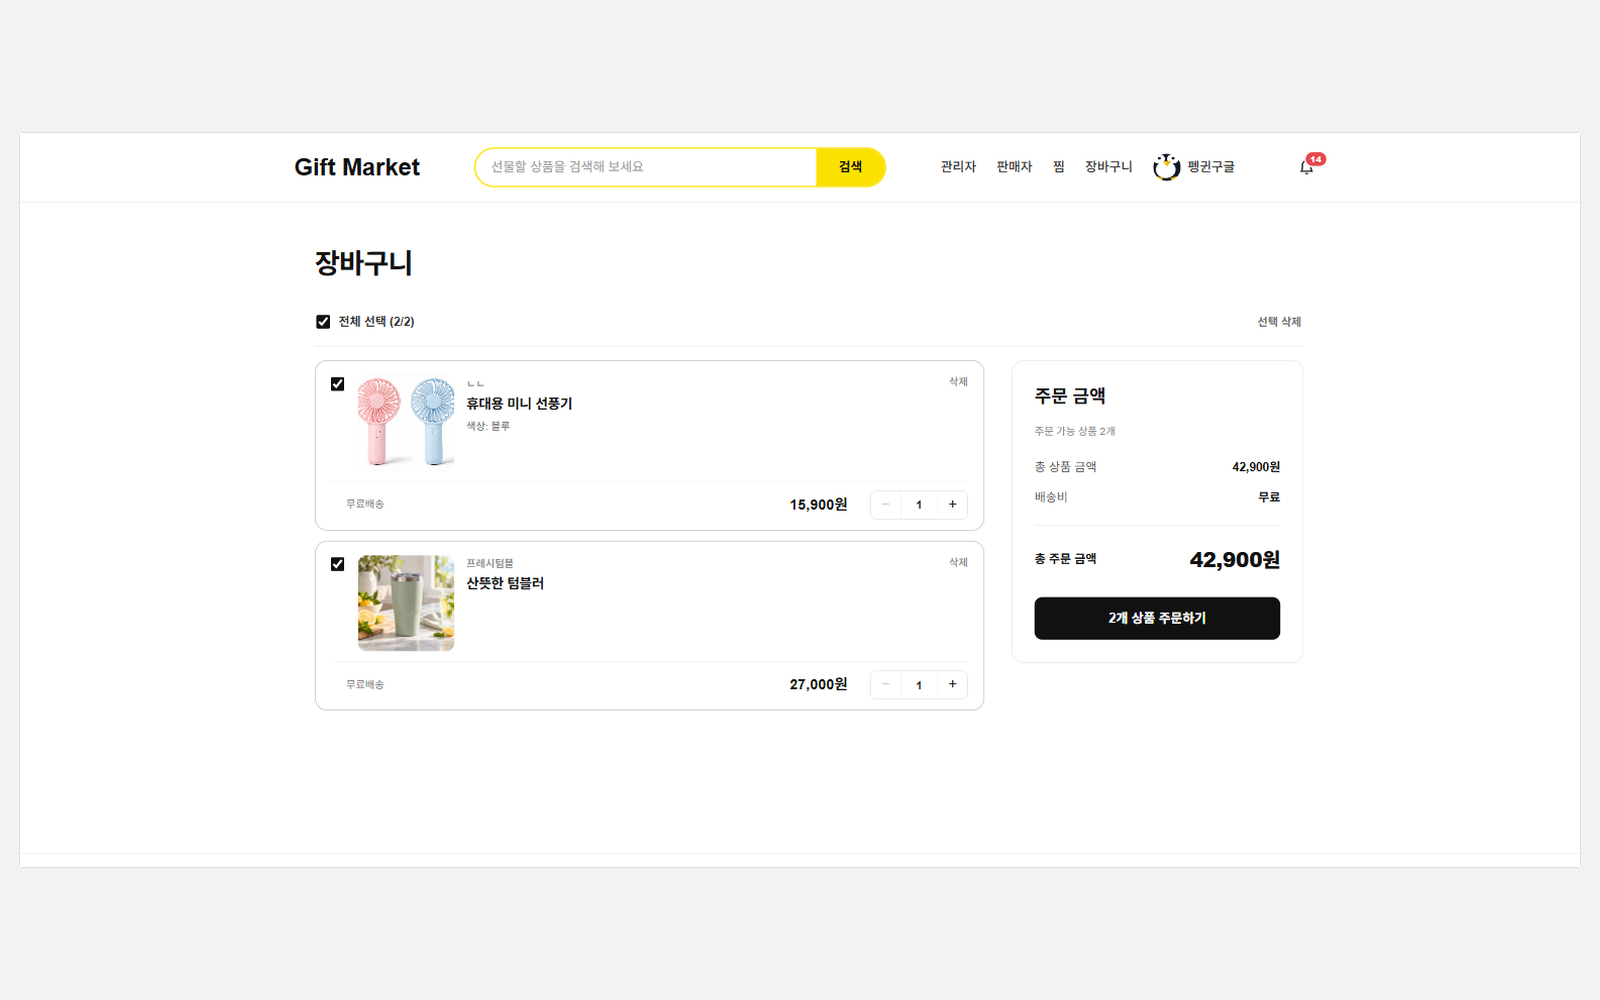 Gift Market
선물할 상품을 검색해 보세요
검색
관리자
판매자
찜
장바구니
펭귄구글
14
장바구니
전체 선택 (2/2)
선택 삭제
ㄴㄴ
삭제
휴대용 미니 선풍기
색상: 블루
무료배송
15,900원
1
프레시텀블
삭제
산뜻한 텀블러
무료배송
27,000원
1
주문 금액
주문 가능 상품 2개
총 상품 금액
42,900원
배송비
무료
총 주문 금액
42,900원
2개 상품 주문하기